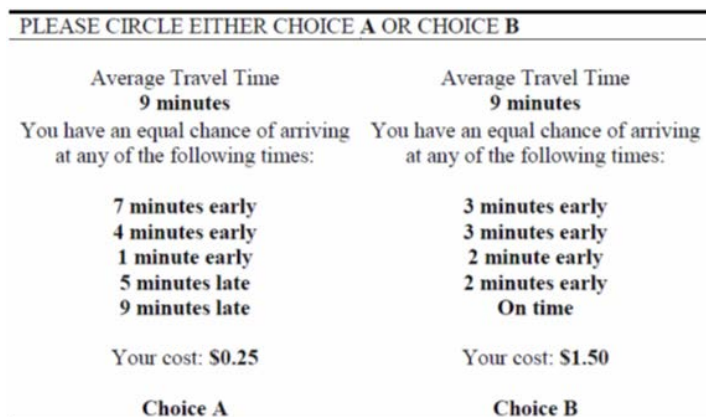 PLEASE CIRCLE EITHER CHOICE A OR CHOICE B
Average Travel Time
9 minutes
You have an equal chance of arriving
at any of the following times:
7 minutes early
4 minutes early
1 minute early
5 minutes late
9 minutes late
Your cost: $0.25
Choice A
Average Travel Time
9 minutes
You have an equal chance of arriving
at any of the following times:
3 minutes early
3 minutes early
2 minute early
2 minutes early
On time
Your cost: $1.50
Choice B